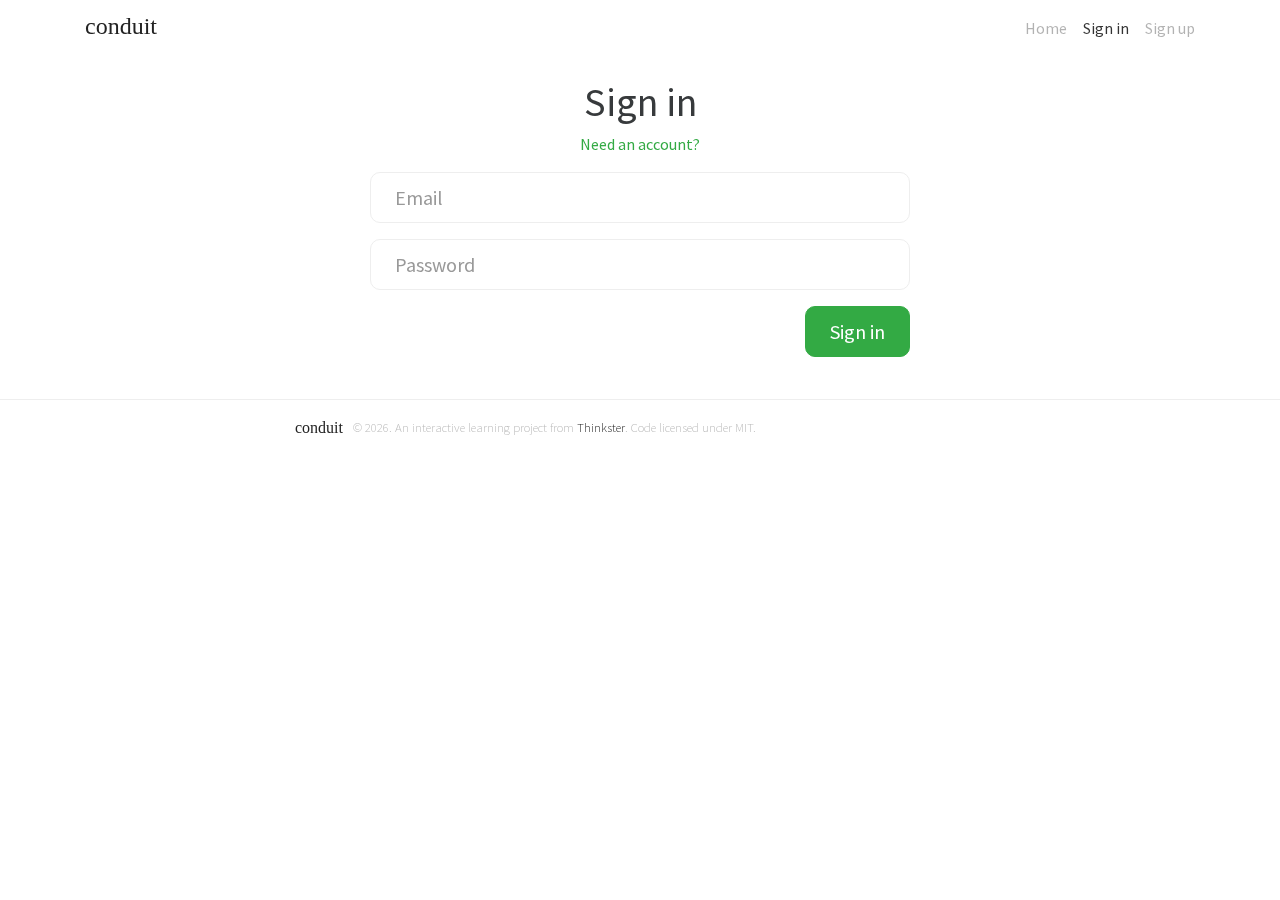 conduit
Home Sign in Sign up
Sign in
Need an account?
Email
Password
Sign in
conduit © 2026. An interactive learning project from Thinkster. Code licensed under MIT.